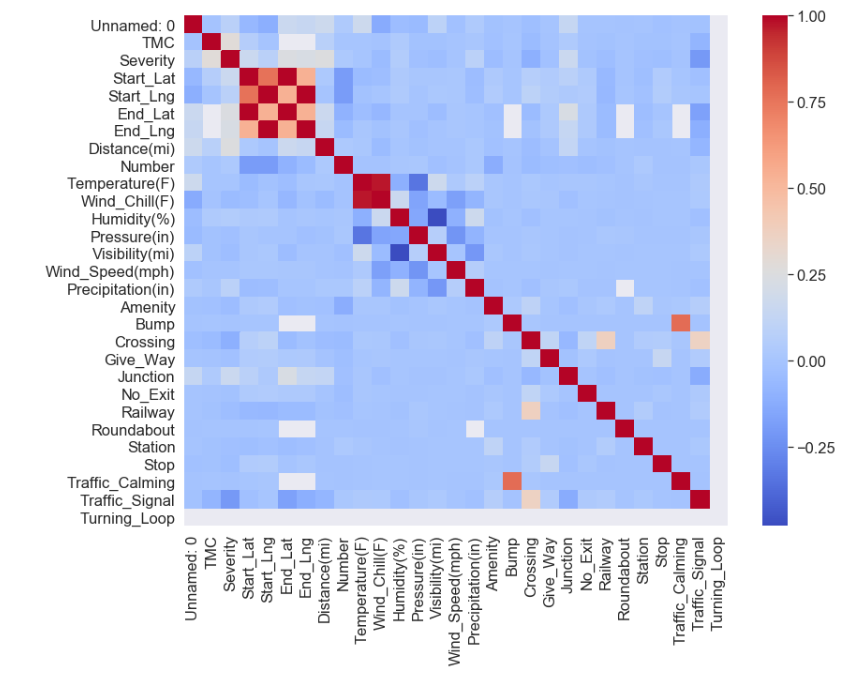 Unnamed: 0
TMC
Severity
Start_Lat
Start_Lng
End_Lat
End_Lng
Distance(mi)
Number
Temperature(F)
Wind_Chill(F)
Humidity(%)
Pressure(in)
Visibility(mi)
Wind_Speed(mph)
Precipitation(in)
Amenity
Bump
Crossing
Give_Way
Junction
No_Exit
Railway
Roundabout
Station
Stop
Traffic_Calming
Traffic_Signal
Turning_Loop
Unnamed: 0
TMC
Severity
Start_Lat
Start_Lng
End_Lat
End_Lng
Distance(mi)
Number
Temperature(F)
Wind_Chill(F)
Humidity(%)
Pressure(in)
Visibility(mi)
Wind_Speed(mph)
Precipitation(in)
Amenity
Bump
Crossing
Give_Way
Junction
No_Exit
Railway
Roundabout
Station
Stop
Traffic_Calming
Traffic_Signal
Turning_Loop
1.00
0.75
0.50
0.25
0.00
−0.25